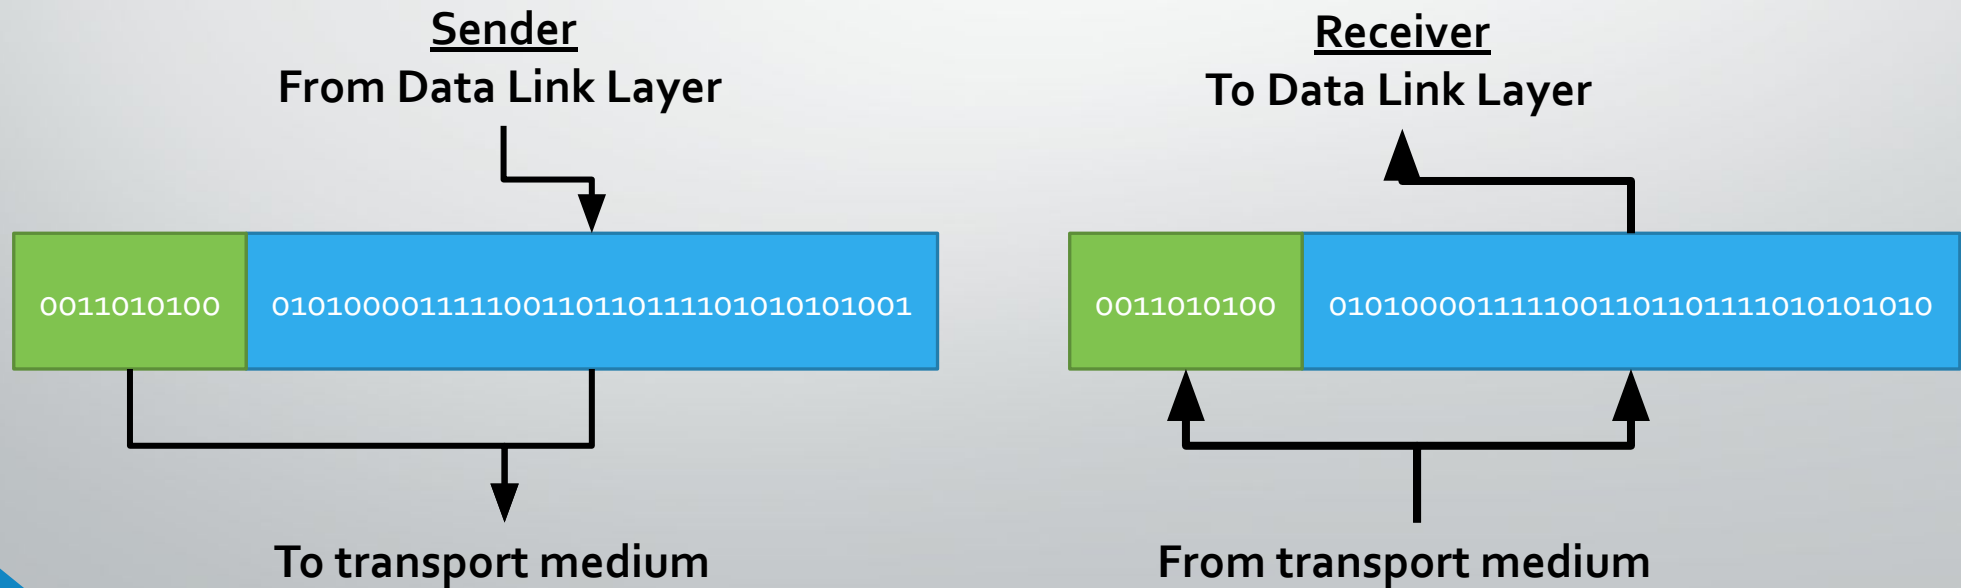 Sender
From Data Link Layer
Receiver
To Data Link Layer
0011010100
010100001111100110110111101010101001
0011010100
0101000011111001101101111010101010
To transport medium
From transport medium